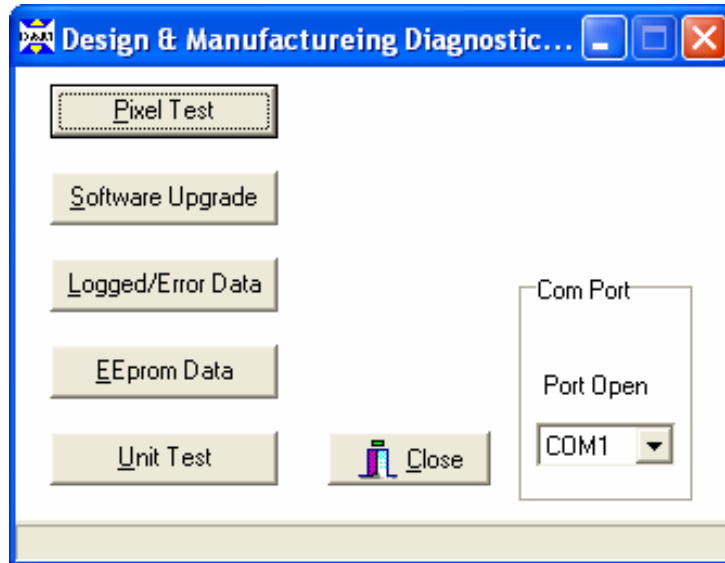 Design & Manufactureing Diagnostic...
Pixel Test
Software Upgrade
Logged/Error Data
EEprom Data
Unit Test
Close
Com Port
Port Open
COM1